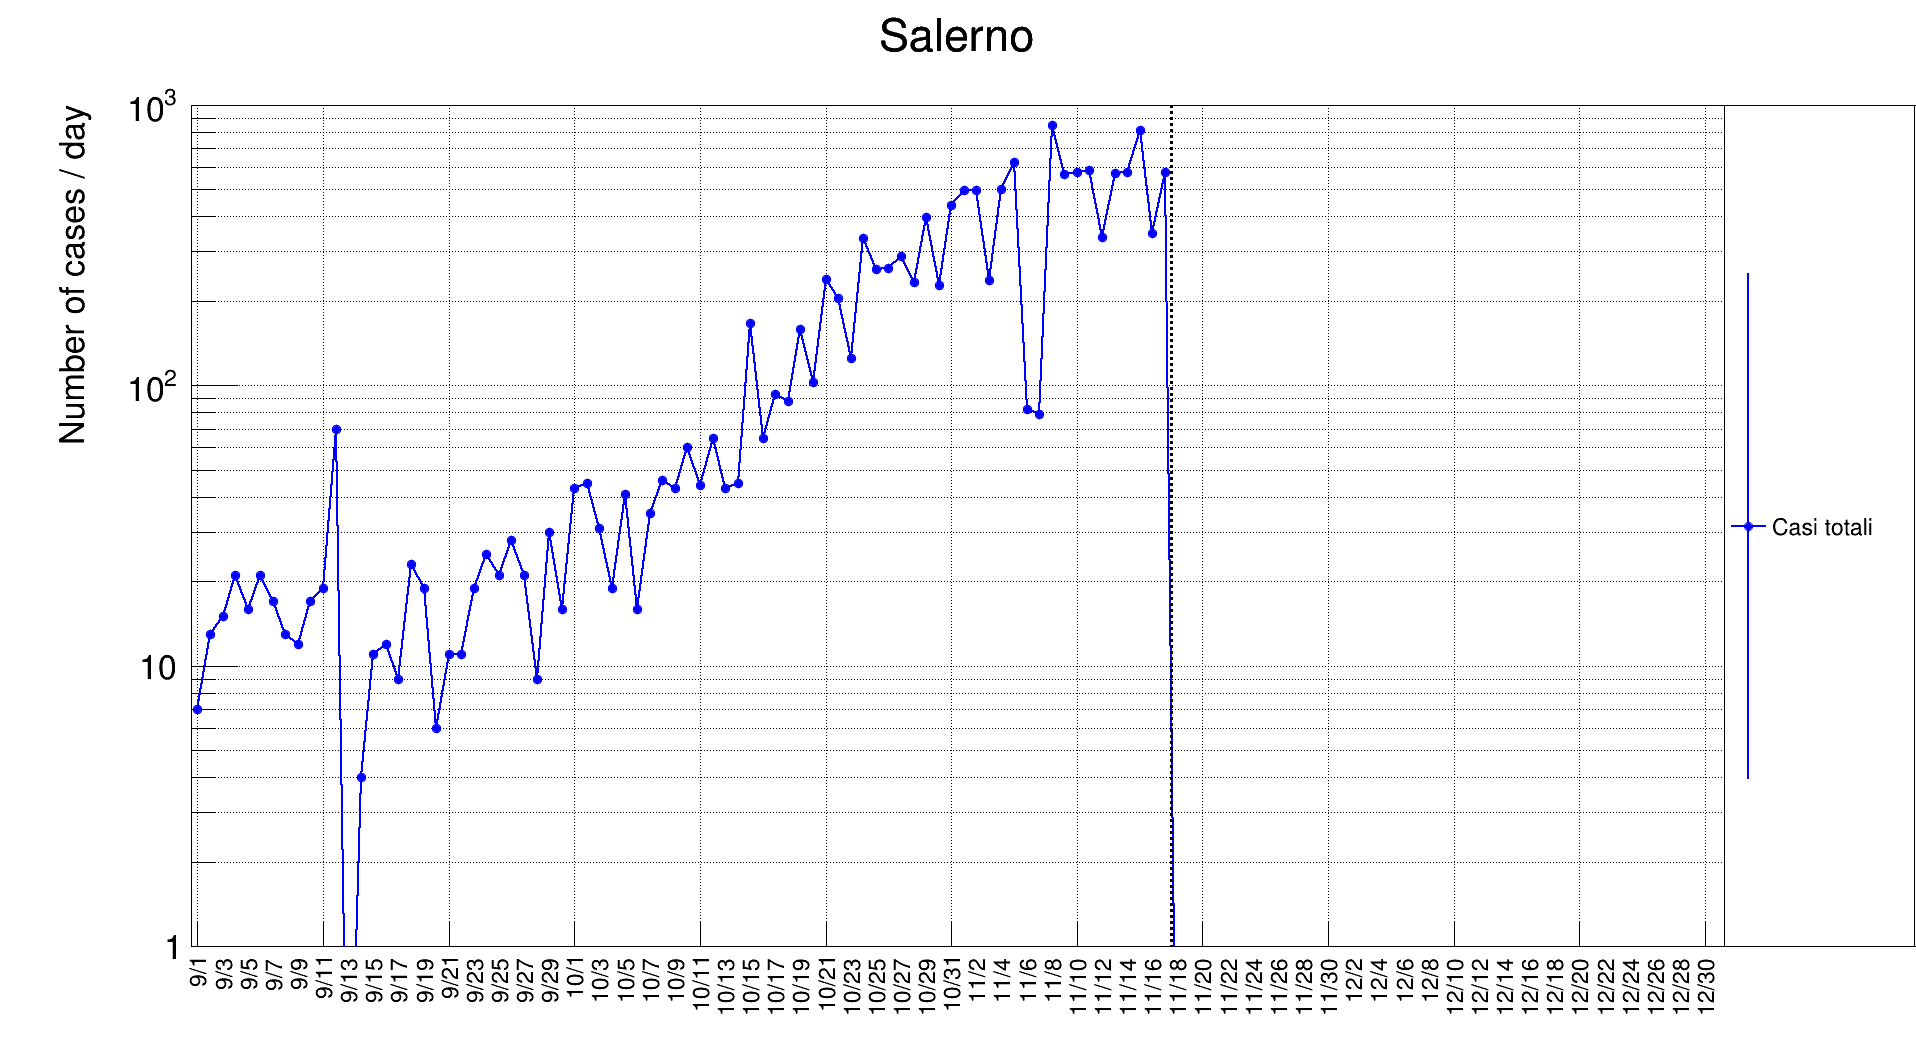 Salerno
Number of cases / day
10³
10²
10
1
9/1 9/3 9/5 9/7 9/9 9/11 9/13 9/15 9/17 9/19 9/21 9/23 9/25 9/27 9/29 10/1 10/3 10/5 10/7 10/9 10/11 10/13 10/15 10/17 10/19 10/21 10/23 10/25 10/27 10/29 10/31 11/2 11/4 11/6 11/8 11/10 11/12 11/14 11/16 11/18 11/20 11/22 11/24 11/26 11/28 11/30 12/2 12/4 12/6 12/8 12/10 12/12 12/14 12/16 12/18 12/20 12/22 12/24 12/26 12/28 12/30
Casi totali